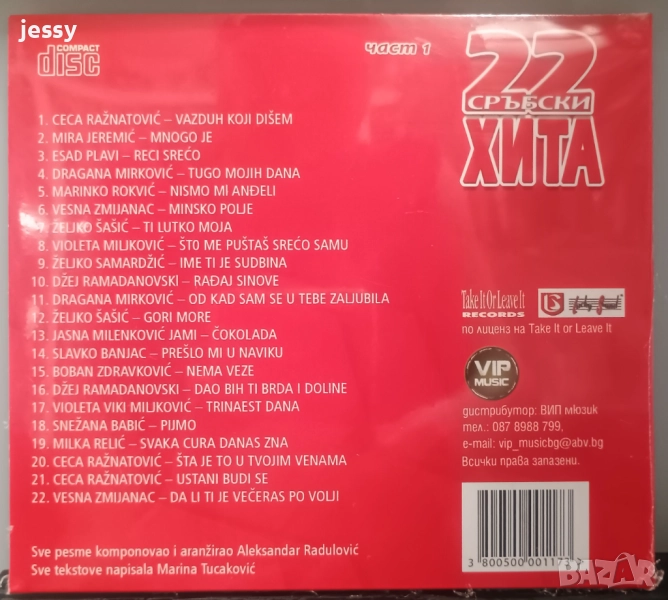 jessy
COMPACT
disc
част 1
22
СРЪБСКИ
ХИТА
1. CECA RAŽNATOVIĆ – VAZDUH KOJI DIŠEM
2. MIRA JEREMIĆ – MNOGO JE
3. ESAD PLAVI – RECI SREĆO
4. DRAGANA MIRKOVIĆ – TUGO MOJIH DANA
5. MARINKO ROKVIĆ – NISMO MI ANĐELI
6. VESNA ZMIJANAC – MINSKO POLJE
7. ŽELJKO ŠAŠIĆ – TI LUTKO MOJA
8. VIOLETA MILJKOVIĆ – ŠTO ME PUŠTAŠ SREĆO SAMU
9. ŽELJKO SAMARDŽIĆ – IME TI JE SUDBINA
10. DŽEJ RAMADANOVSKI – RAĐAJ SINOVE
11. DRAGANA MIRKOVIĆ – OD KAD SAM SE U TEBE ZALJUBILA
12. ŽELJKO ŠAŠIĆ – GORI MORE
13. JASNA MILENKOVIĆ JAMI – ČOKOLADA
14. SLAVKO BANJAC – PREŠLO MI U NAVIKU
15. BOBAN ZDRAVKOVIĆ – NEMA VEZE
16. DŽEJ RAMADANOVSKI – DAO BIH TI BRDA I DOLINE
17. VIOLETA VIKI MILJKOVIĆ – TRINAEST DANA
18. SNEŽANA BABIĆ – PIJMO
19. MILKA RELIĆ – SVAKA CURA DANAS ZNA
20. CECA RAŽNATOVIĆ – ŠTA JE TO U TVOJIM VENAMA
21. CECA RAŽNATOVIĆ – USTANI BUDI SE
22. VESNA ZMIJANAC – DA LI TI JE VEČERAS PO VOLJI
Sve pesme komponovao i aranžirao Aleksandar Radulović
Sve tekstove napisala Marina Tucaković
Take It Or Leave It
RECORDS
по лиценз на Take It or Leave It
VIP
MUSIC
дистрибутор: ВИП мюзик
тел.: 087 8988 799,
e-mail: vip_musicbg@abv.bg
Всички права запазени.
BAZAR